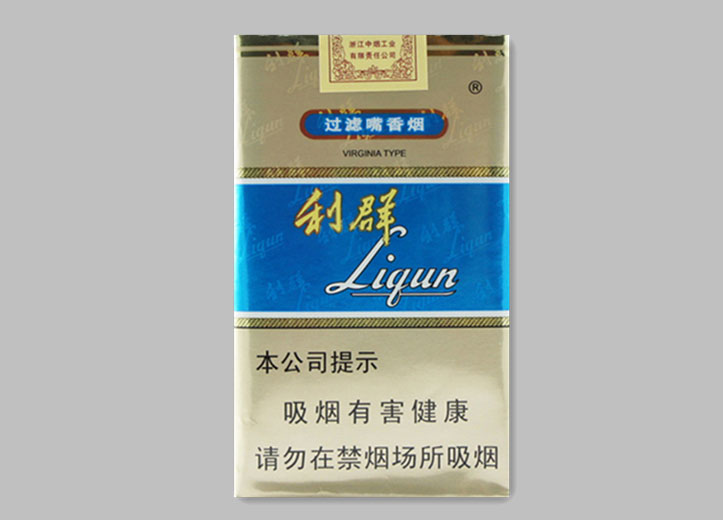 浙江中烟工业
有限责任公司
®
过滤嘴香烟
VIRGINIA TYPE
利群
Liqun
本公司提示
吸烟有害健康
请勿在禁烟场所吸烟